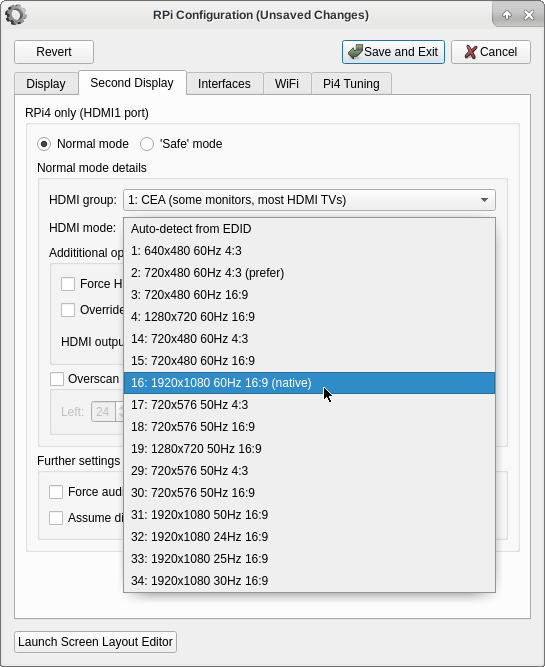 RPi Configuration (Unsaved Changes)
Revert
Save and Exit
Cancel
Display
Second Display
Interfaces
WiFi
Pi4 Tuning
RPi4 only (HDMI1 port)
Normal mode
'Safe' mode
Normal mode details
HDMI group:
1: CEA (some monitors, most HDMI TVs)
HDMI mode:
Auto-detect from EDID
1: 640x480 60Hz 4:3
Additional op
2: 720x480 60Hz 4:3 (prefer)
Force H
3: 720x480 60Hz 16:9
Override
4: 1280x720 60Hz 16:9
HDMI outpu
14: 720x480 60Hz 4:3
15: 720x480 60Hz 16:9
Overscan
16: 1920x1080 60Hz 16:9 (native)
Left:
24
17: 720x576 50Hz 4:3
18: 720x576 50Hz 16:9
19: 1280x720 50Hz 16:9
Further settings
29: 720x576 50Hz 4:3
Force audi
30: 720x576 50Hz 16:9
Assume di
31: 1920x1080 50Hz 16:9
32: 1920x1080 24Hz 16:9
33: 1920x1080 25Hz 16:9
34: 1920x1080 30Hz 16:9
Launch Screen Layout Editor